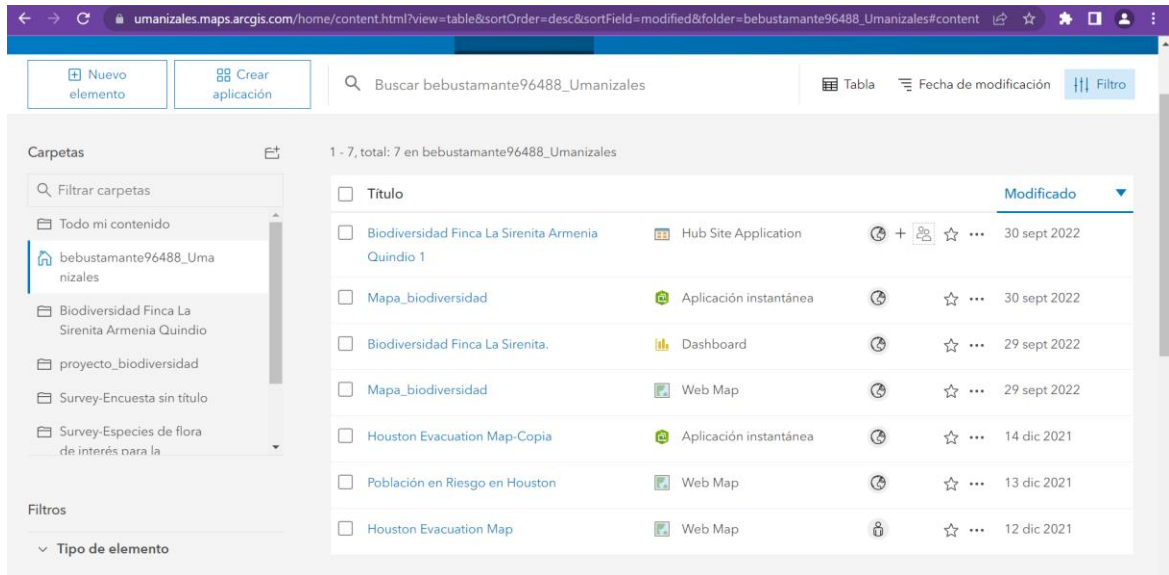 umanizales.maps.arcgis.com/home/content.html?view=table&sortOrder=desc&sortField=modified&folder=bebustamante96488_Umanizales#content
Nuevo
elemento
Crear
aplicación
Buscar bebustamante96488_Umanizales
Tabla
Fecha de modificación
Filtro
Carpetas
Filtrar carpetas
Todo mi contenido
bebustamante96488_Uma
nizales
Biodiversidad Finca La
Sirenita Armenia Quindio
proyecto_biodiversidad
Survey-Encuesta sin título
Survey-Especies de flora
de interés para la
Filtros
Tipo de elemento
1 - 7, total: 7 en bebustamante96488_Umanizales
Título Modificado
Biodiversidad Finca La Sirenita Armenia Hub Site Application 30 sept 2022
Quindio 1
Mapa_biodiversidad Aplicación instantánea 30 sept 2022
Biodiversidad Finca La Sirenita. Dashboard 29 sept 2022
Mapa_biodiversidad Web Map 29 sept 2022
Houston Evacuation Map-Copia Aplicación instantánea 14 dic 2021
Población en Riesgo en Houston Web Map 13 dic 2021
Houston Evacuation Map Web Map 12 dic 2021